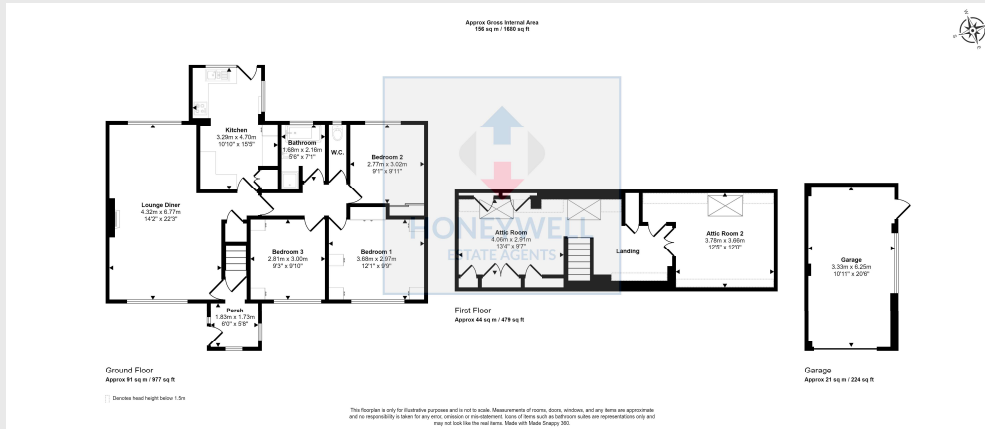 Approx Gross Internal Area
156 sq m / 1680 sq ft
Kitchen
3.29m x 4.70m
10'10" x 15'5"
Bathroom
1.68m x 2.16m
5'6" x 7'1"
W.C.
Bedroom 2
2.77m x 3.02m
9'1" x 9'11"
Lounge Diner
4.32m x 6.77m
14'2" x 22'3"
Bedroom 3
2.81m x 3.00m
9'3" x 9'10"
Bedroom 1
3.68m x 2.97m
12'1" x 9'9"
Porch
1.83m x 1.73m
6'0" x 5'8"
HONEYWELL
ESTATE AGENTS
Attic Room
4.06m x 2.91m
13'4" x 9'7"
Landing
Attic Room 2
3.78m x 3.66m
12'5" x 12'0"
Garage
3.33m x 6.25m
10'11" x 20'6"
Ground Floor
Approx 91 sq m / 977 sq ft
First Floor
Approx 44 sq m / 479 sq ft
Garage
Approx 21 sq m / 224 sq ft
Denotes head height below 1.5m
This floorplan is only for illustrative purposes and is not to scale. Measurements of rooms, doors, windows, and any items are approximate
and no responsibility is taken for any error, omission or mis-statement. Icons of items such as bathroom suites are representations only and
may not look like the real items. Made with Made Snappy 360.